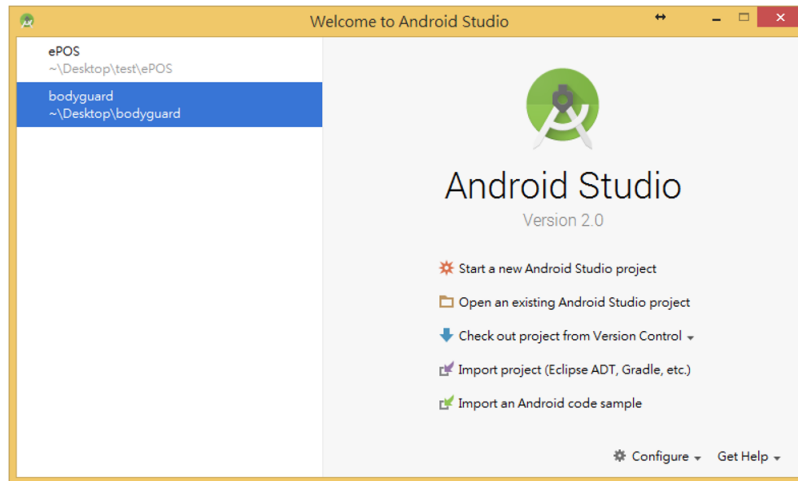 Welcome to Android Studio
ePOS
~\Desktop\test\ePOS
bodyguard
~\Desktop\bodyguard
Android Studio
Version 2.0
Start a new Android Studio project
Open an existing Android Studio project
Check out project from Version Control
Import project (Eclipse ADT, Gradle, etc.)
Import an Android code sample
Configure Get Help